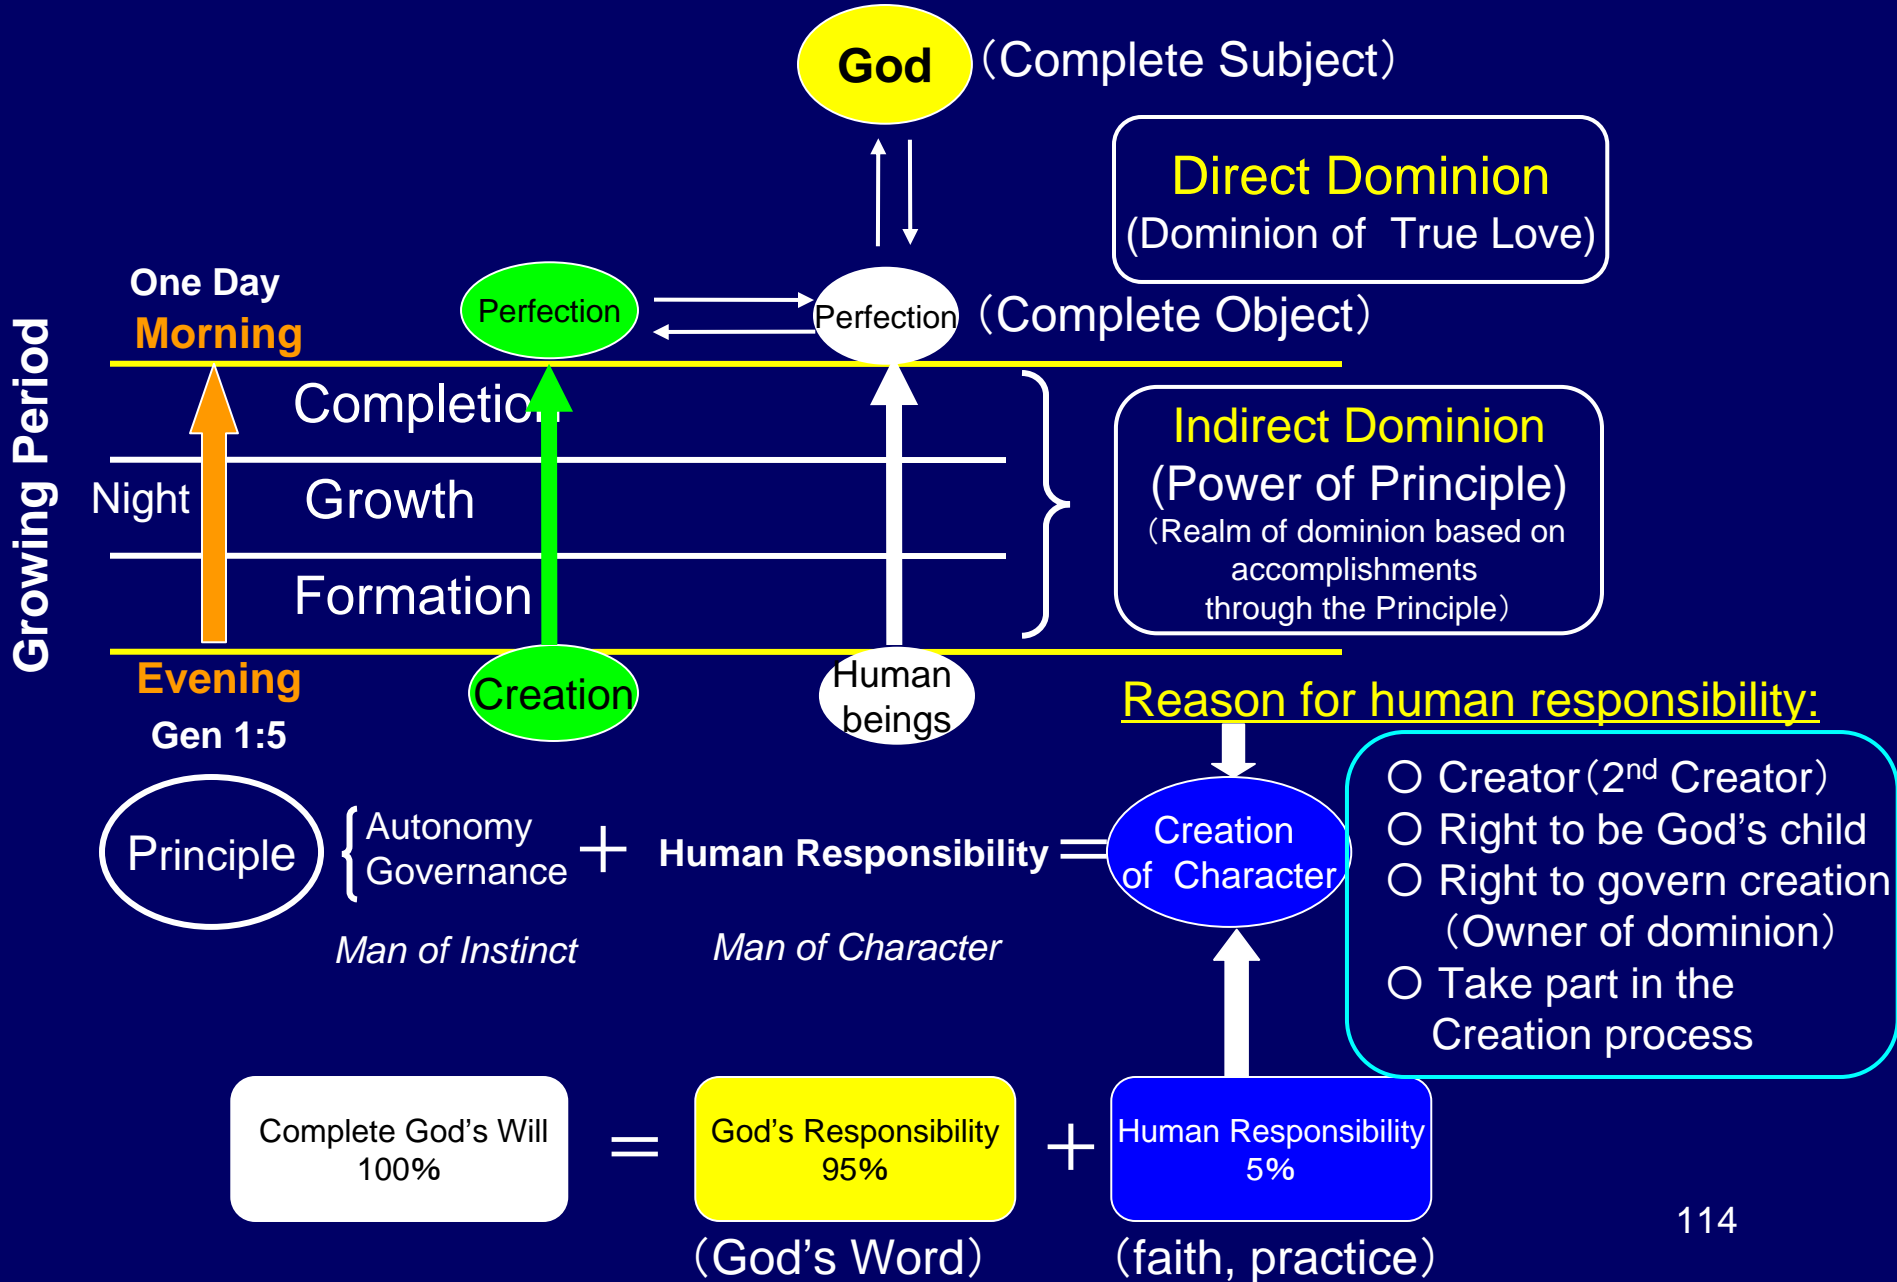 God
（Complete Subject）
Direct Dominion
(Dominion of True Love)
One Day
Morning
Perfection
Perfection
（Complete Object）
Growing Period
Completion
Night
Growth
Formation
Indirect Dominion
(Power of Principle)
（Realm of dominion based on
accomplishments
through the Principle）
Evening
Gen 1:5
Creation
Human
beings
Reason for human responsibility:
○ Creator（2nd Creator）
○ Right to be God’s child
○ Right to govern creation
（Owner of dominion）
○ Take part in the
Creation process
Principle
{ Autonomy
{ Governance
+
Human Responsibility
=
Creation
of Character
Man of Instinct
Man of Character
Complete God’s Will
100%
=
God’s Responsibility
95%
+
Human Responsibility
5%
（God’s Word）
（faith, practice）
114